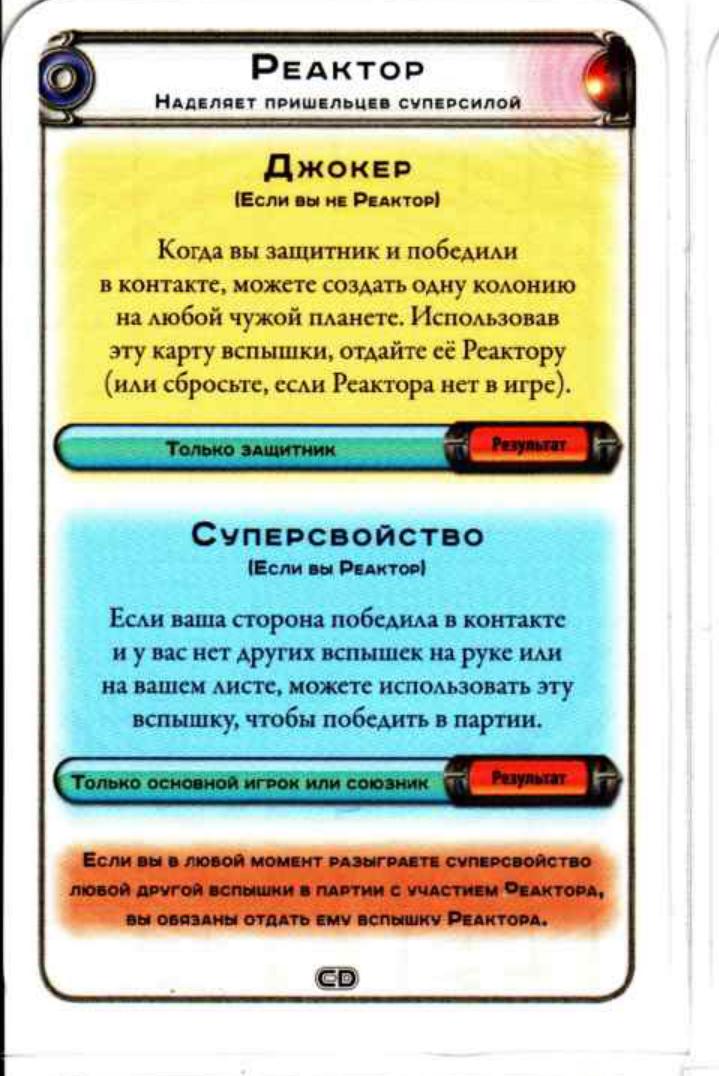 Реактор
Наделяет пришельцев суперсилой
Джокер
(Если вы не Реактор)
Когда вы защитник и победили
в контакте, можете создать одну колонию
на любой чужой планете. Использовав
эту карту вспышки, отдайте её Реактору
(или сбросьте, если Реактора нет в игре).
Только защитник
Результат
Суперсвойство
(Если вы Реактор)
Если ваша сторона победила в контакте
и у вас нет других вспышек на руке или
на вашем листе, можете использовать эту
вспышку, чтобы победить в партии.
Только основной игрок или союзник
Результат
Если вы в любой момент разыграете суперсвойство
любой другой вспышки в партии с участием Реактора,
вы обязаны отдать ему вспышку Реактора.
CD